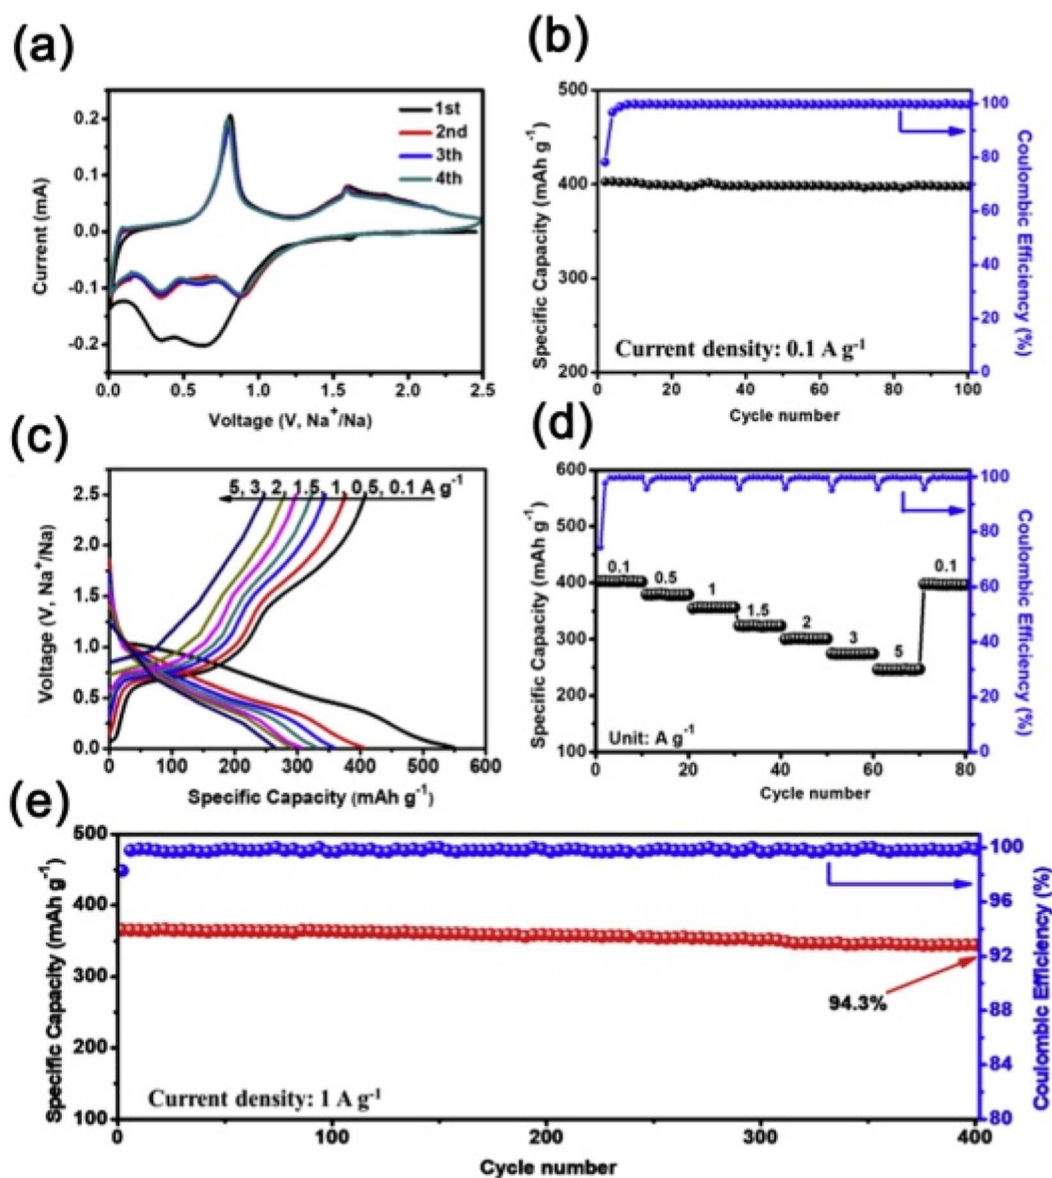 (a)
0.2
0.1
0.0
-0.1
-0.2
Current (mA)
1st
2nd
3th
4th
0.0 0.5 1.0 1.5 2.0 2.5
Voltage (V, Na⁺/Na)
(b)
500
400
300
200
Specific Capacity (mAh g⁻¹)
100
80
60
40
20
0
Coulombic Efficiency (%)
Current density: 0.1 A g⁻¹
0 20 40 60 80 100
Cycle number
(c)
2.5
2.0
1.5
1.0
0.5
0.0
Voltage (V, Na⁺/Na)
5, 3, 2, 1.5, 1, 0.5, 0.1 A g⁻¹
0 100 200 300 400 500 600
Specific Capacity (mAh g⁻¹)
(d)
600
500
400
300
200
100
Specific Capacity (mAh g⁻¹)
0.1
0.5
1
1.5
2
3
5
0.1
100
80
60
40
20
0
Coulombic Efficiency (%)
Unit: A g⁻¹
0 20 40 60 80
Cycle number
(e)
500
400
300
200
100
Specific Capacity (mAh g⁻¹)
100
96
92
88
84
80
Coulombic Efficiency (%)
94.3%
Current density: 1 A g⁻¹
0 100 200 300 400
Cycle number